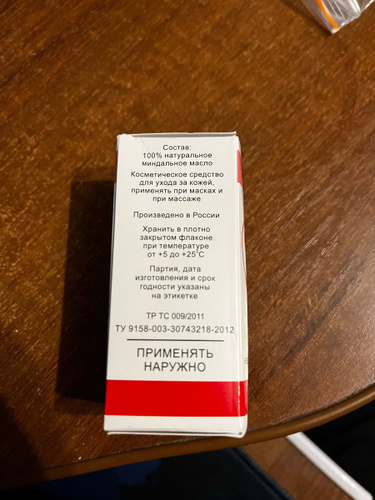 Состав:
100% натуральное
миндальное масло
Косметическое средство
для ухода за кожей,
применять при масках и
при массаже
Произведено в России
Хранить в плотно
закрытом флаконе
при температуре
от +5 до +25°С
Партия, дата
изготовления и срок
годности указаны
на этикетке
ТР ТС 009/2011
ТУ 9158-003-30743218-2012
ПРИМЕНЯТЬ
НАРУЖНО